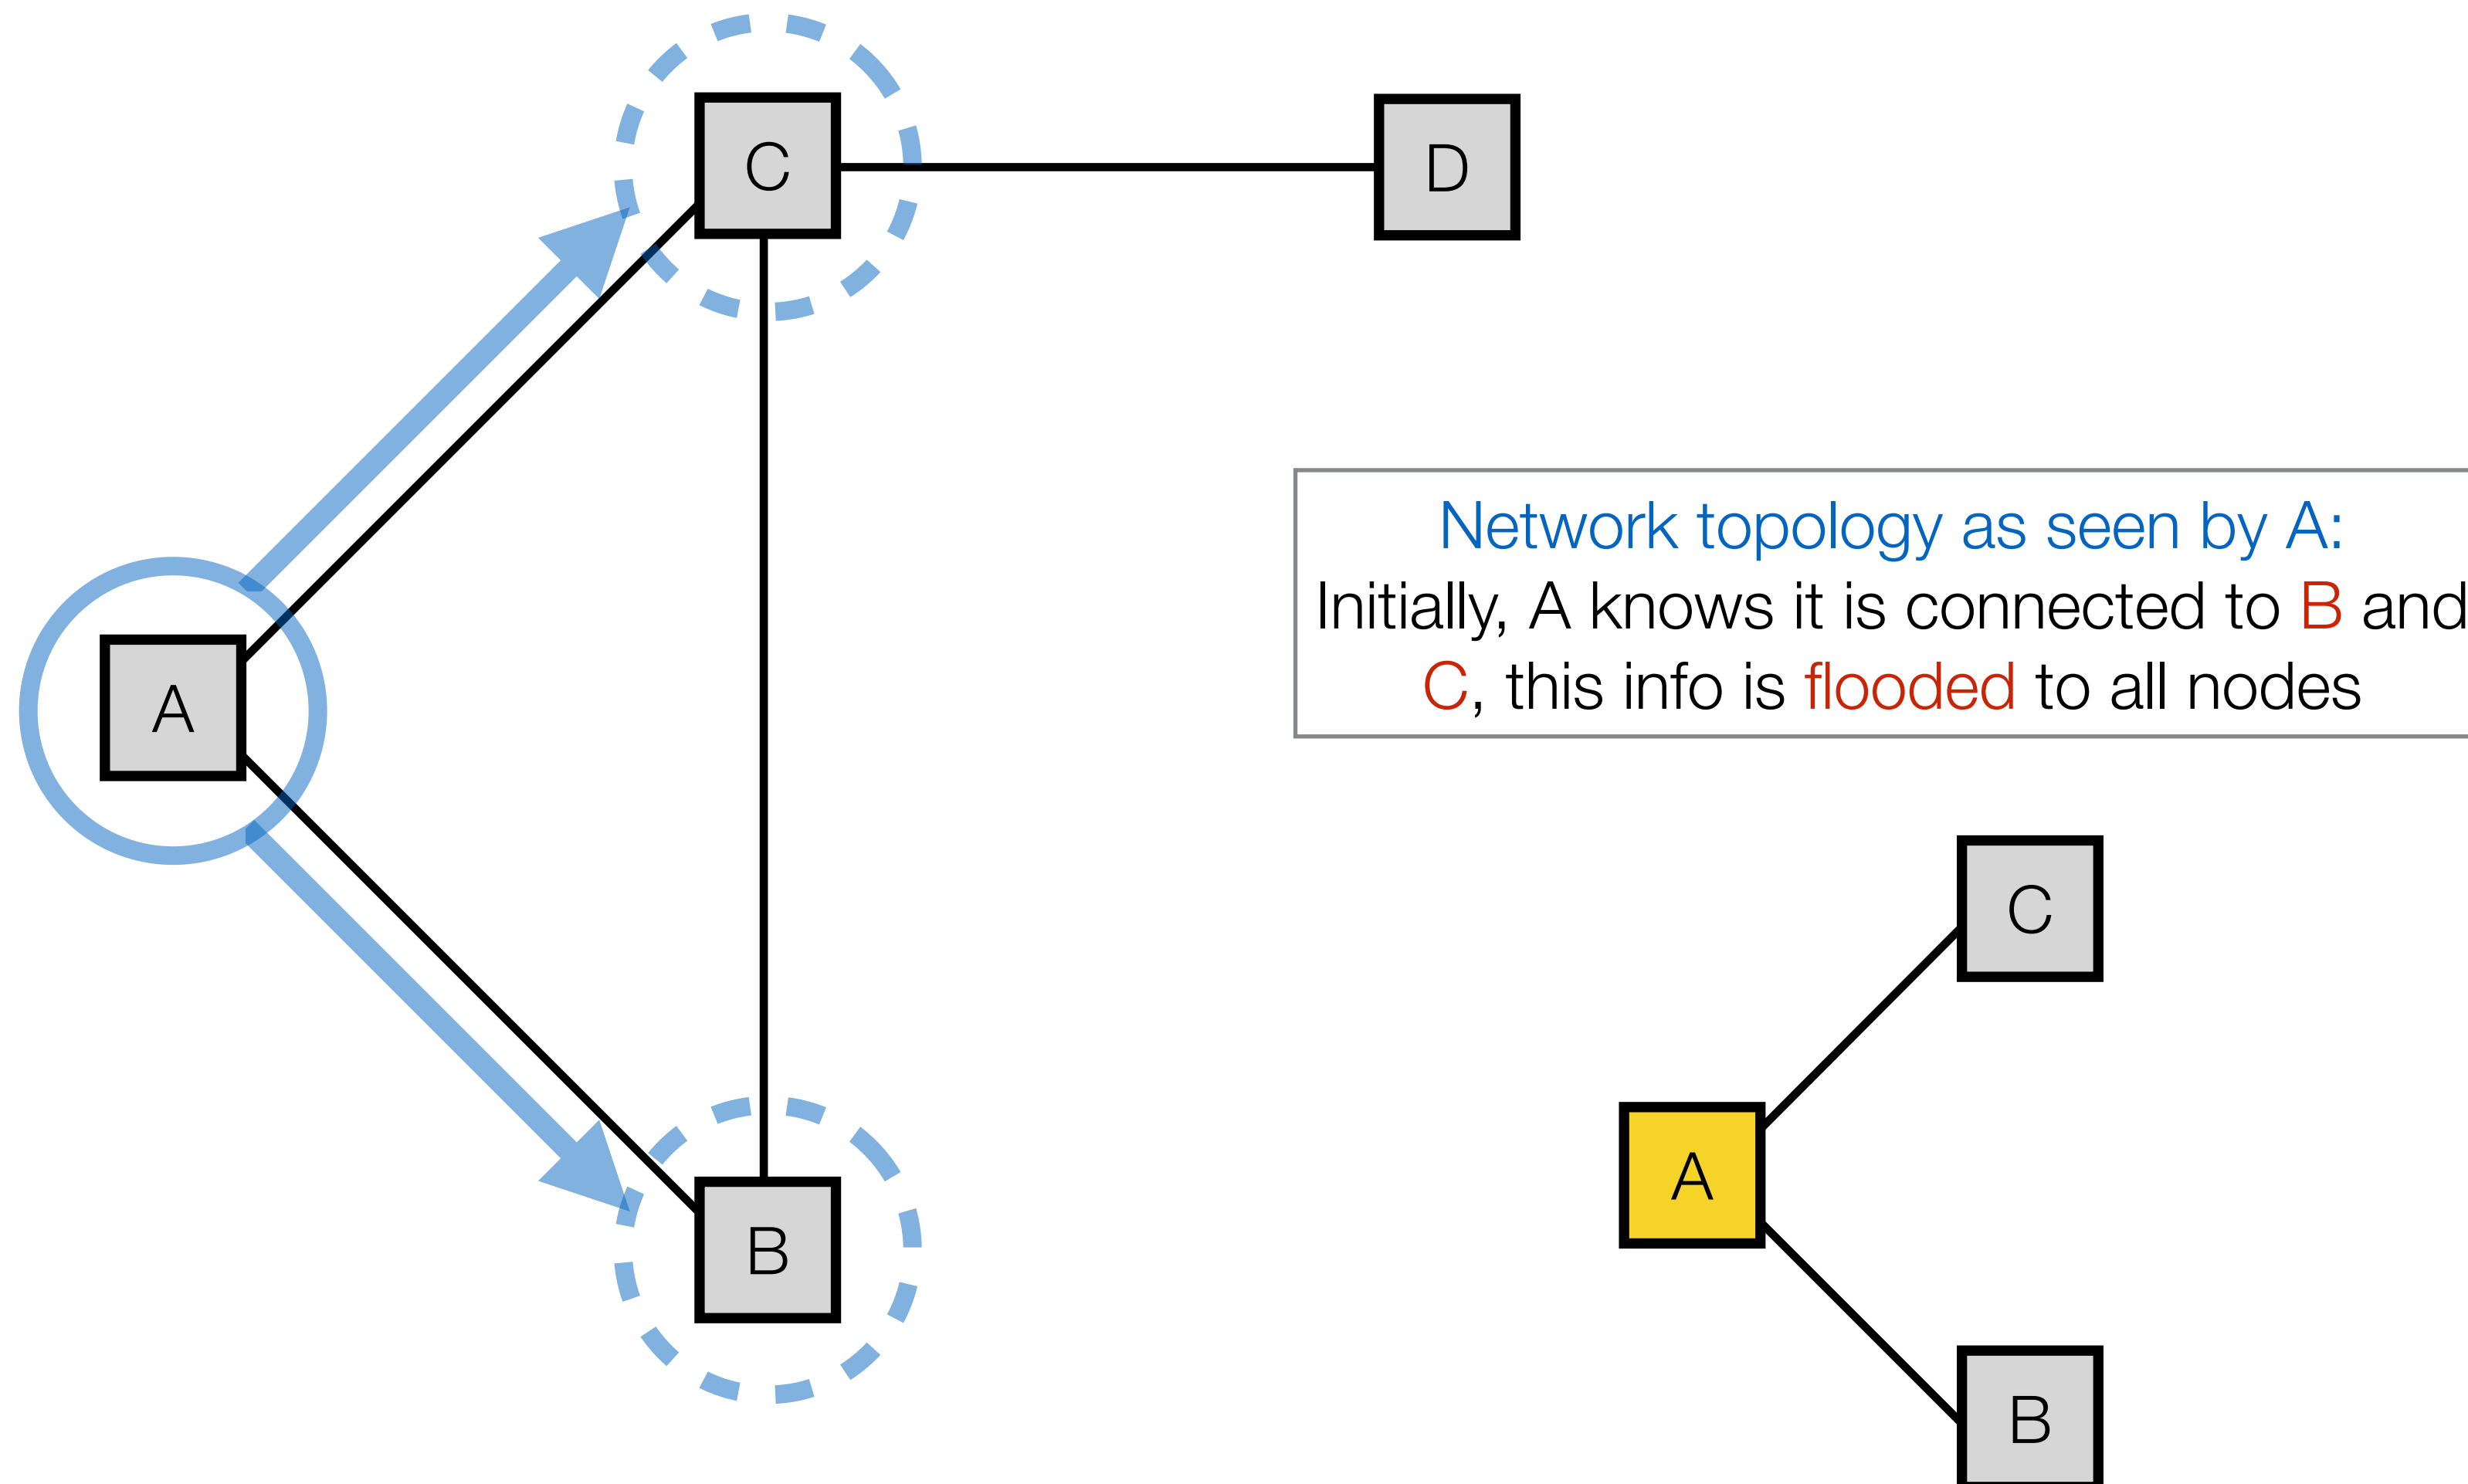 C
D
A
B
Network topology as seen by A:
Initially, A knows it is connected to B and
C, this info is flooded to all nodes
C
A
B